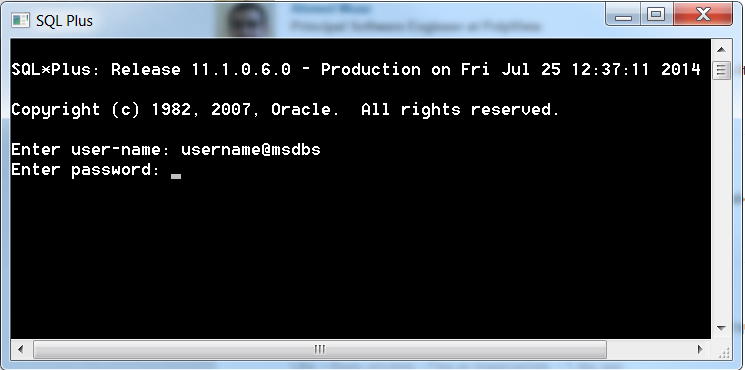 Principal Software Engineer at PolyView
SQL Plus
SQL*Plus: Release 11.1.0.6.0 - Production on Fri Jul 25 12:37:11 2014
Copyright (c) 1982, 2007, Oracle.  All rights reserved.
Enter user-name: username@msdbs
Enter password: